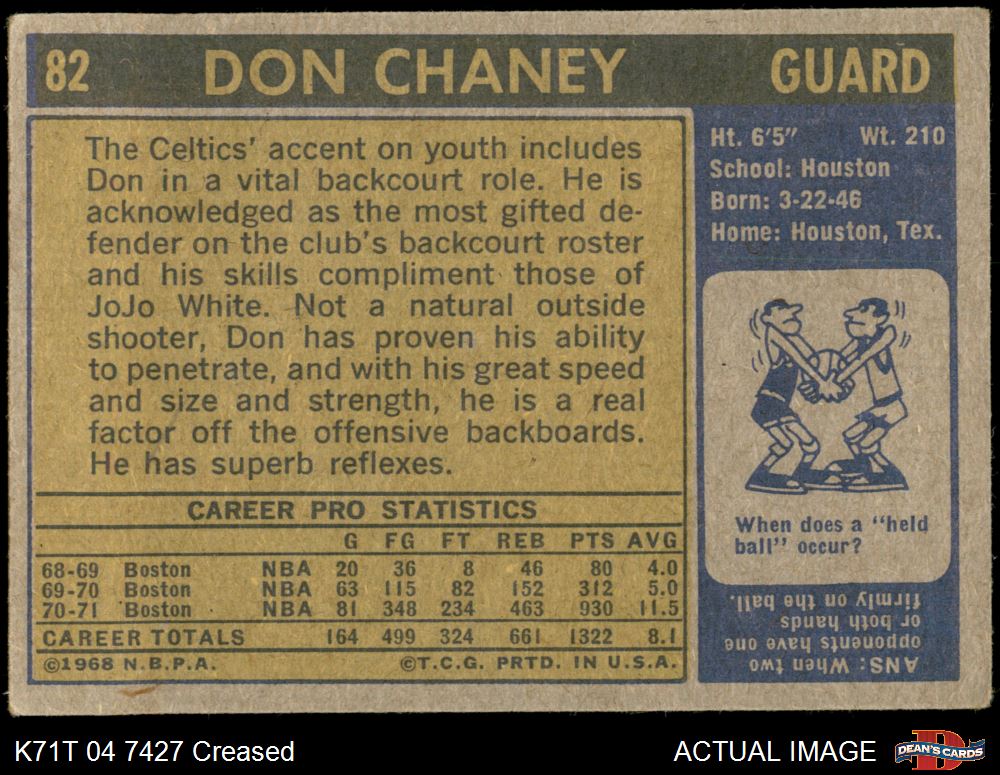 82 DON CHANEY GUARD
The Celtics' accent on youth includes
Don in a vital backcourt role. He is
acknowledged as the most gifted de-
fender on the club's backcourt roster
and his skills compliment those of
JoJo White. Not a natural outside
shooter, Don has proven his ability
to penetrate, and with his great speed
and size and strength, he is a real
factor off the offensive backboards.
He has superb reflexes.
CAREER PRO STATISTICS
G FG FT REB PTS AVG
68-69 Boston NBA 20 36 8 46 80 4.0
69-70 Boston NBA 63 115 82 152 312 5.0
70-71 Boston NBA 81 348 234 463 930 11.5
CAREER TOTALS 164 499 324 661 1322 8.1
©1968 N.B.P.A. ©T.C.G. PRTD. IN U.S.A.
Ht. 6'5" Wt. 210
School: Houston
Born: 3-22-46
Home: Houston, Tex.
When does a "held
ball" occur?
ANS: When two
opponents have one
or both hands
firmly on the ball.
K71T 04 7427 Creased
ACTUAL IMAGE
D
DEAN'S CARDS